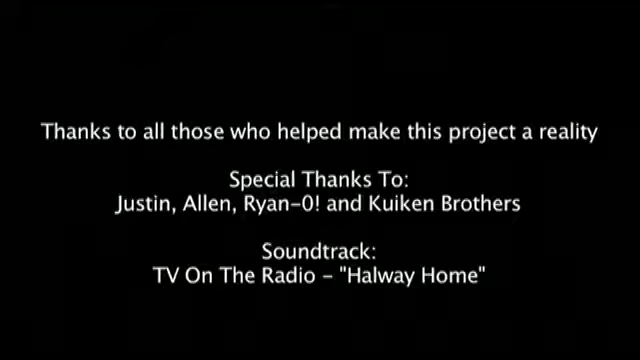 Thanks to all those who helped make this project a reality
Special Thanks To:
Justin, Allen, Ryan-0! and Kuiken Brothers
Soundtrack:
TV On The Radio - "Halway Home"